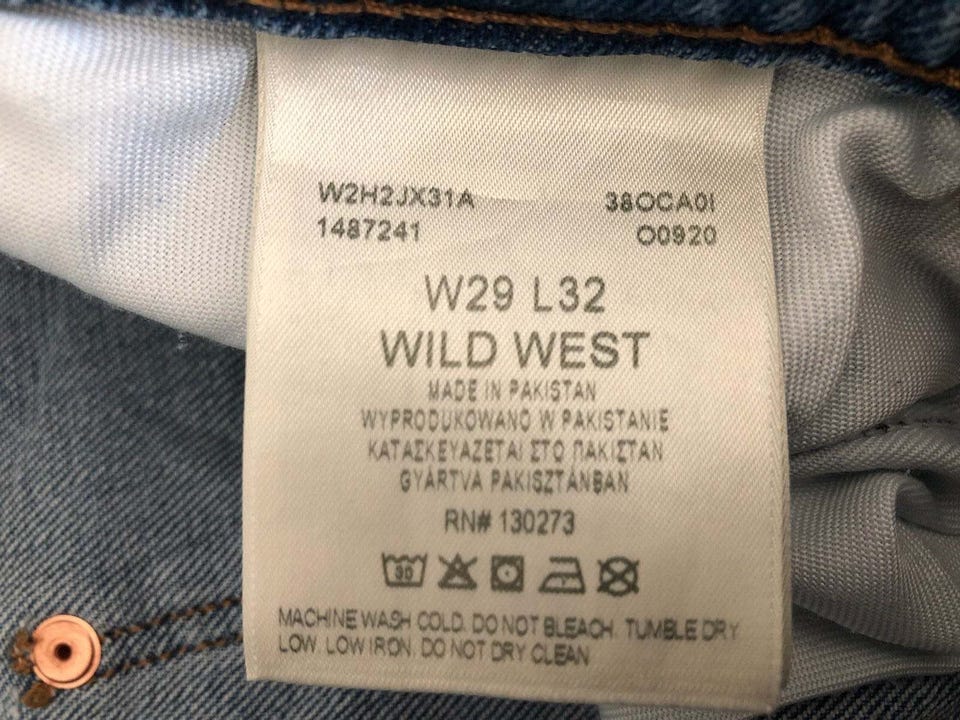 W2H2JX31A 38OCA0I
1487241 O0920
W29 L32
WILD WEST
MADE IN PAKISTAN
WYPRODUKOWANO W PAKISTANIE
ΚΑΤΑΣΚΕΥΑΖΕΤΑΙ ΣΤΟ ΠΑΚΙΣΤΑΝ
GYÁRTVA PAKISZTÁNBAN
RN# 130273
30
MACHINE WASH COLD. DO NOT BLEACH. TUMBLE DRY
LOW. LOW IRON. DO NOT DRY CLEAN